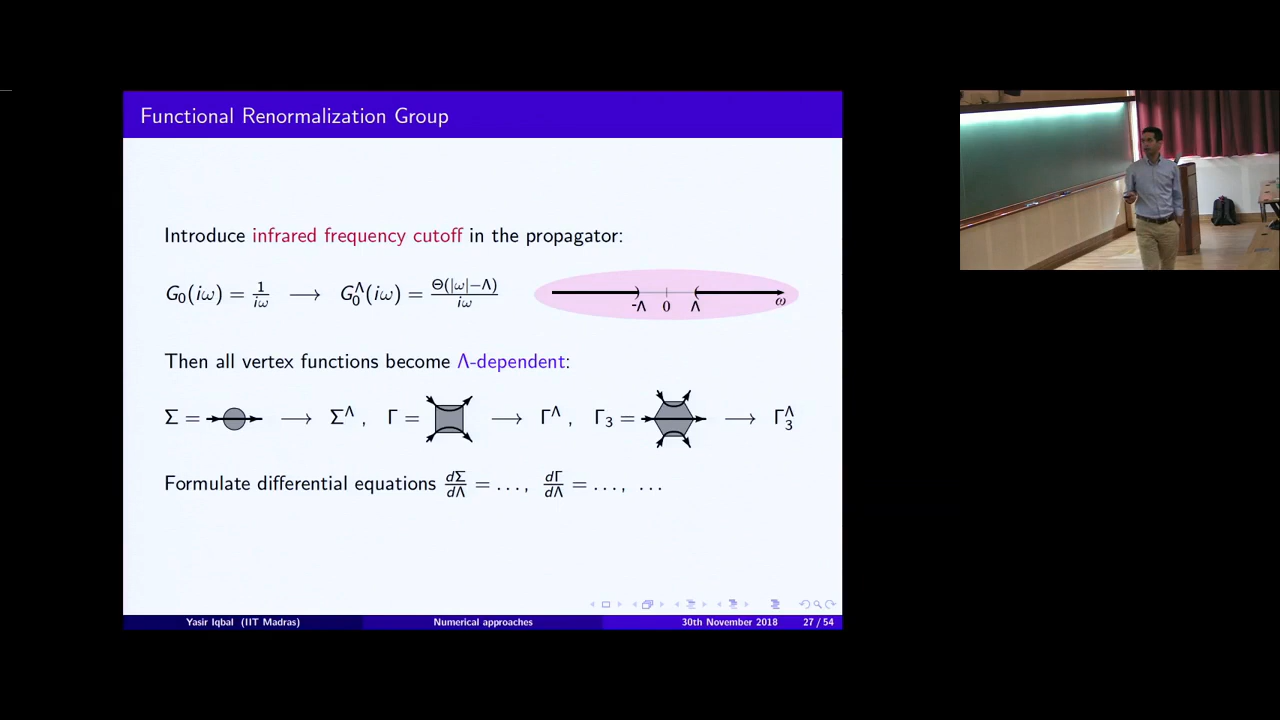 Functional Renormalization Group
Introduce infrared frequency cutoff in the propagator:
G₀(iω) = 1/iω ⟶ G₀^Λ(iω) = Θ(|ω|−Λ)/iω
-Λ 0 Λ ω
Then all vertex functions become Λ-dependent:
Σ = ⟶ Σ^Λ , Γ = ⟶ Γ^Λ , Γ₃ = ⟶ Γ₃^Λ
Formulate differential equations dΣ/dΛ = . . . , dΓ/dΛ = . . . , . . .
Yasir Iqbal (IIT Madras) Numerical approaches 30th November 2018 27 / 54